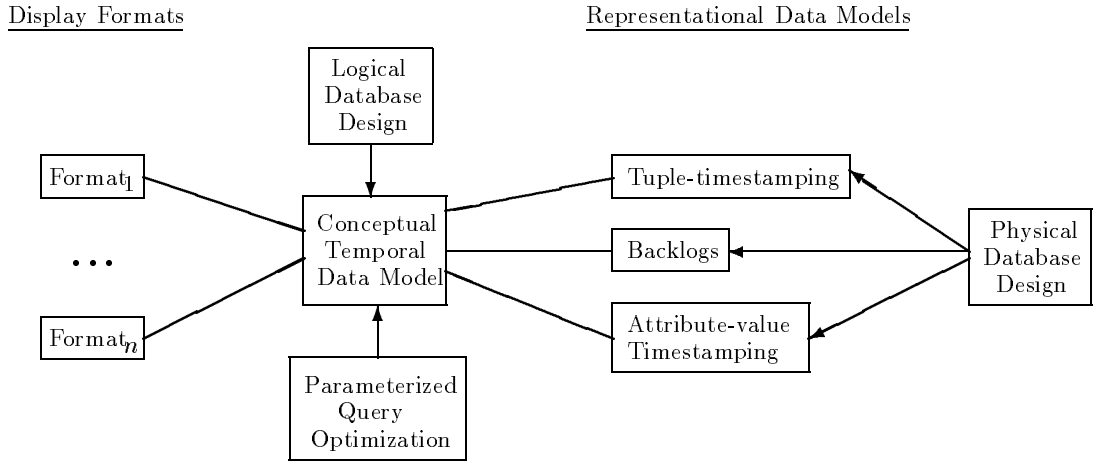 Display Formats
Representational Data Models
Logical
Database
Design
Format1
Tuple-timestamping
Conceptual
Temporal
Data Model
Backlogs
Physical
Database
Design
...
Formatn
Attribute-value
Timestamping
Parameterized
Query
Optimization